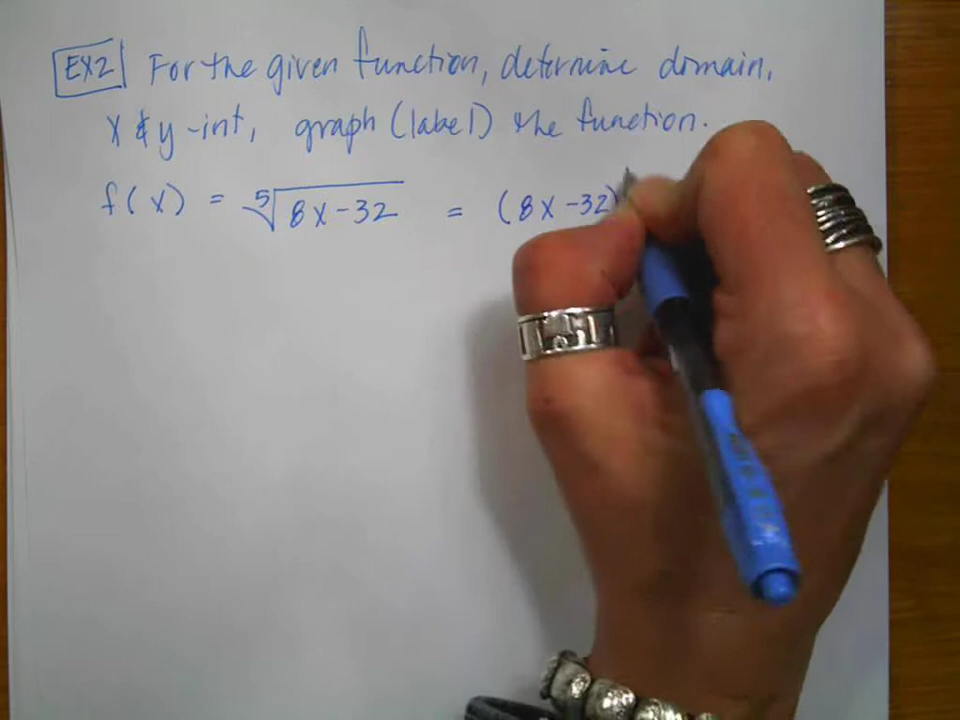 EX2 For the given function, determine domain,
x & y-int, graph (label) the function.
f(x) = ⁵√(8x-32) = (8x-32)